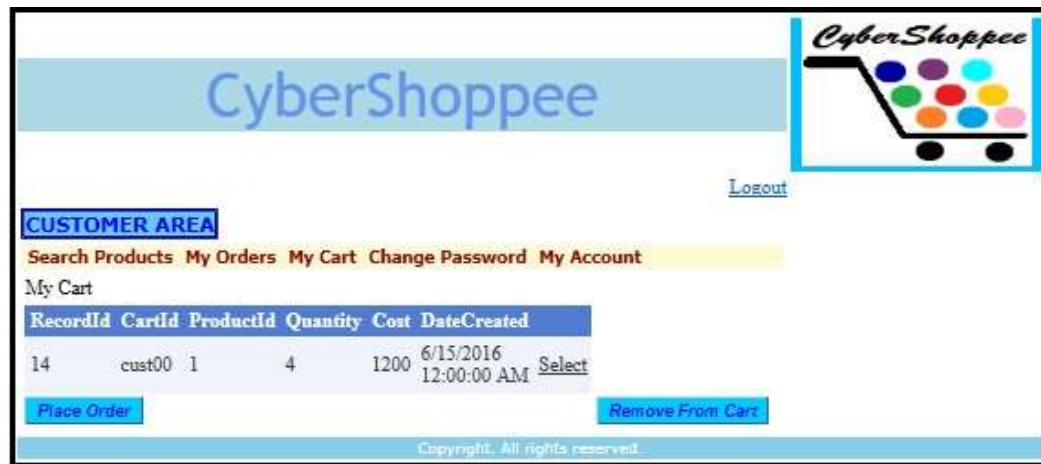 CyberShoppee
CyberShoppee
Logout
CUSTOMER AREA
Search Products My Orders My Cart Change Password My Account
My Cart
RecordId CartId ProductId Quantity Cost DateCreated
14 cust00 1 4 1200 6/15/2016 12:00:00 AM Select
Place Order Remove From Cart
Copyright. All rights reserved.